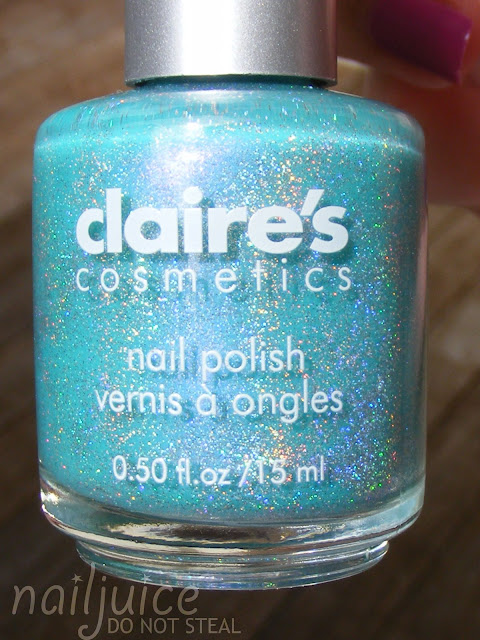 claire's
cosmetics
nail polish
vernis à ongles
0.50 fl.oz/15 ml
nailjuice
DO NOT STEAL